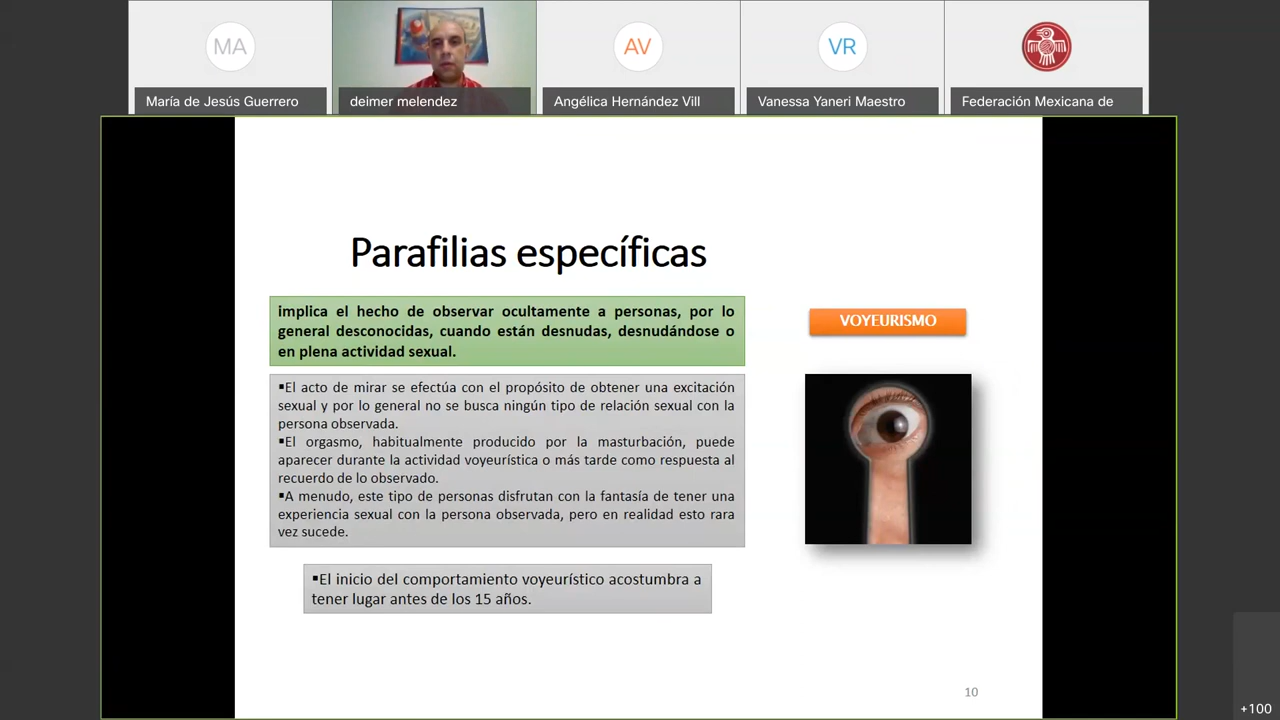 MA
AV
VR
María de Jesús Guerrero
deimer melendez
Angélica Hernández Vill
Vanessa Yaneri Maestro
Federación Mexicana de
Parafilias específicas
implica el hecho de observar ocultamente a personas, por lo
general desconocidas, cuando están desnudas, desnudándose o
en plena actividad sexual.
VOYEURISMO
▪El acto de mirar se efectúa con el propósito de obtener una excitación
sexual y por lo general no se busca ningún tipo de relación sexual con la
persona observada.
▪El orgasmo, habitualmente producido por la masturbación, puede
aparecer durante la actividad voyeurística o más tarde como respuesta al
recuerdo de lo observado.
▪A menudo, este tipo de personas disfrutan con la fantasía de tener una
experiencia sexual con la persona observada, pero en realidad esto rara
vez sucede.
▪El inicio del comportamiento voyeurístico acostumbra a
tener lugar antes de los 15 años.
10
+100